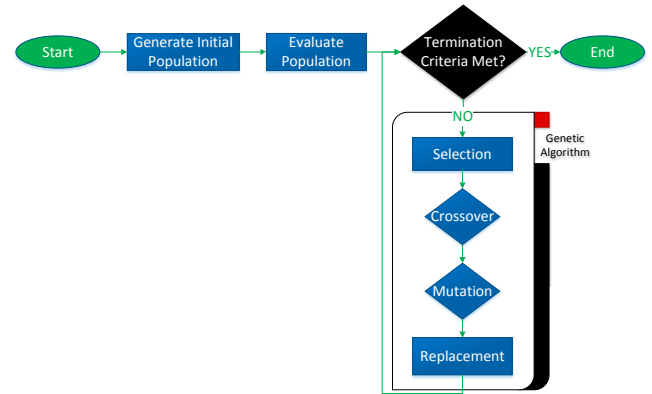 Start
Generate Initial
Population
Evaluate
Population
Termination
Criteria Met?
YES
End
NO
Genetic
Algorithm
Selection
Crossover
Mutation
Replacement